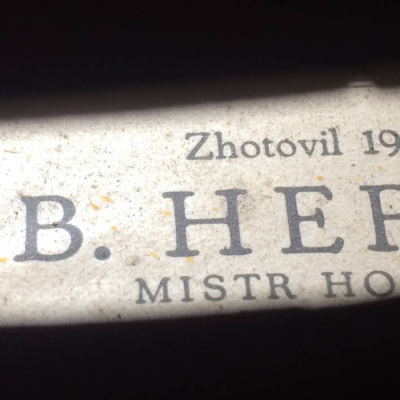 Zhotovil 19
B. HER
MISTR HO